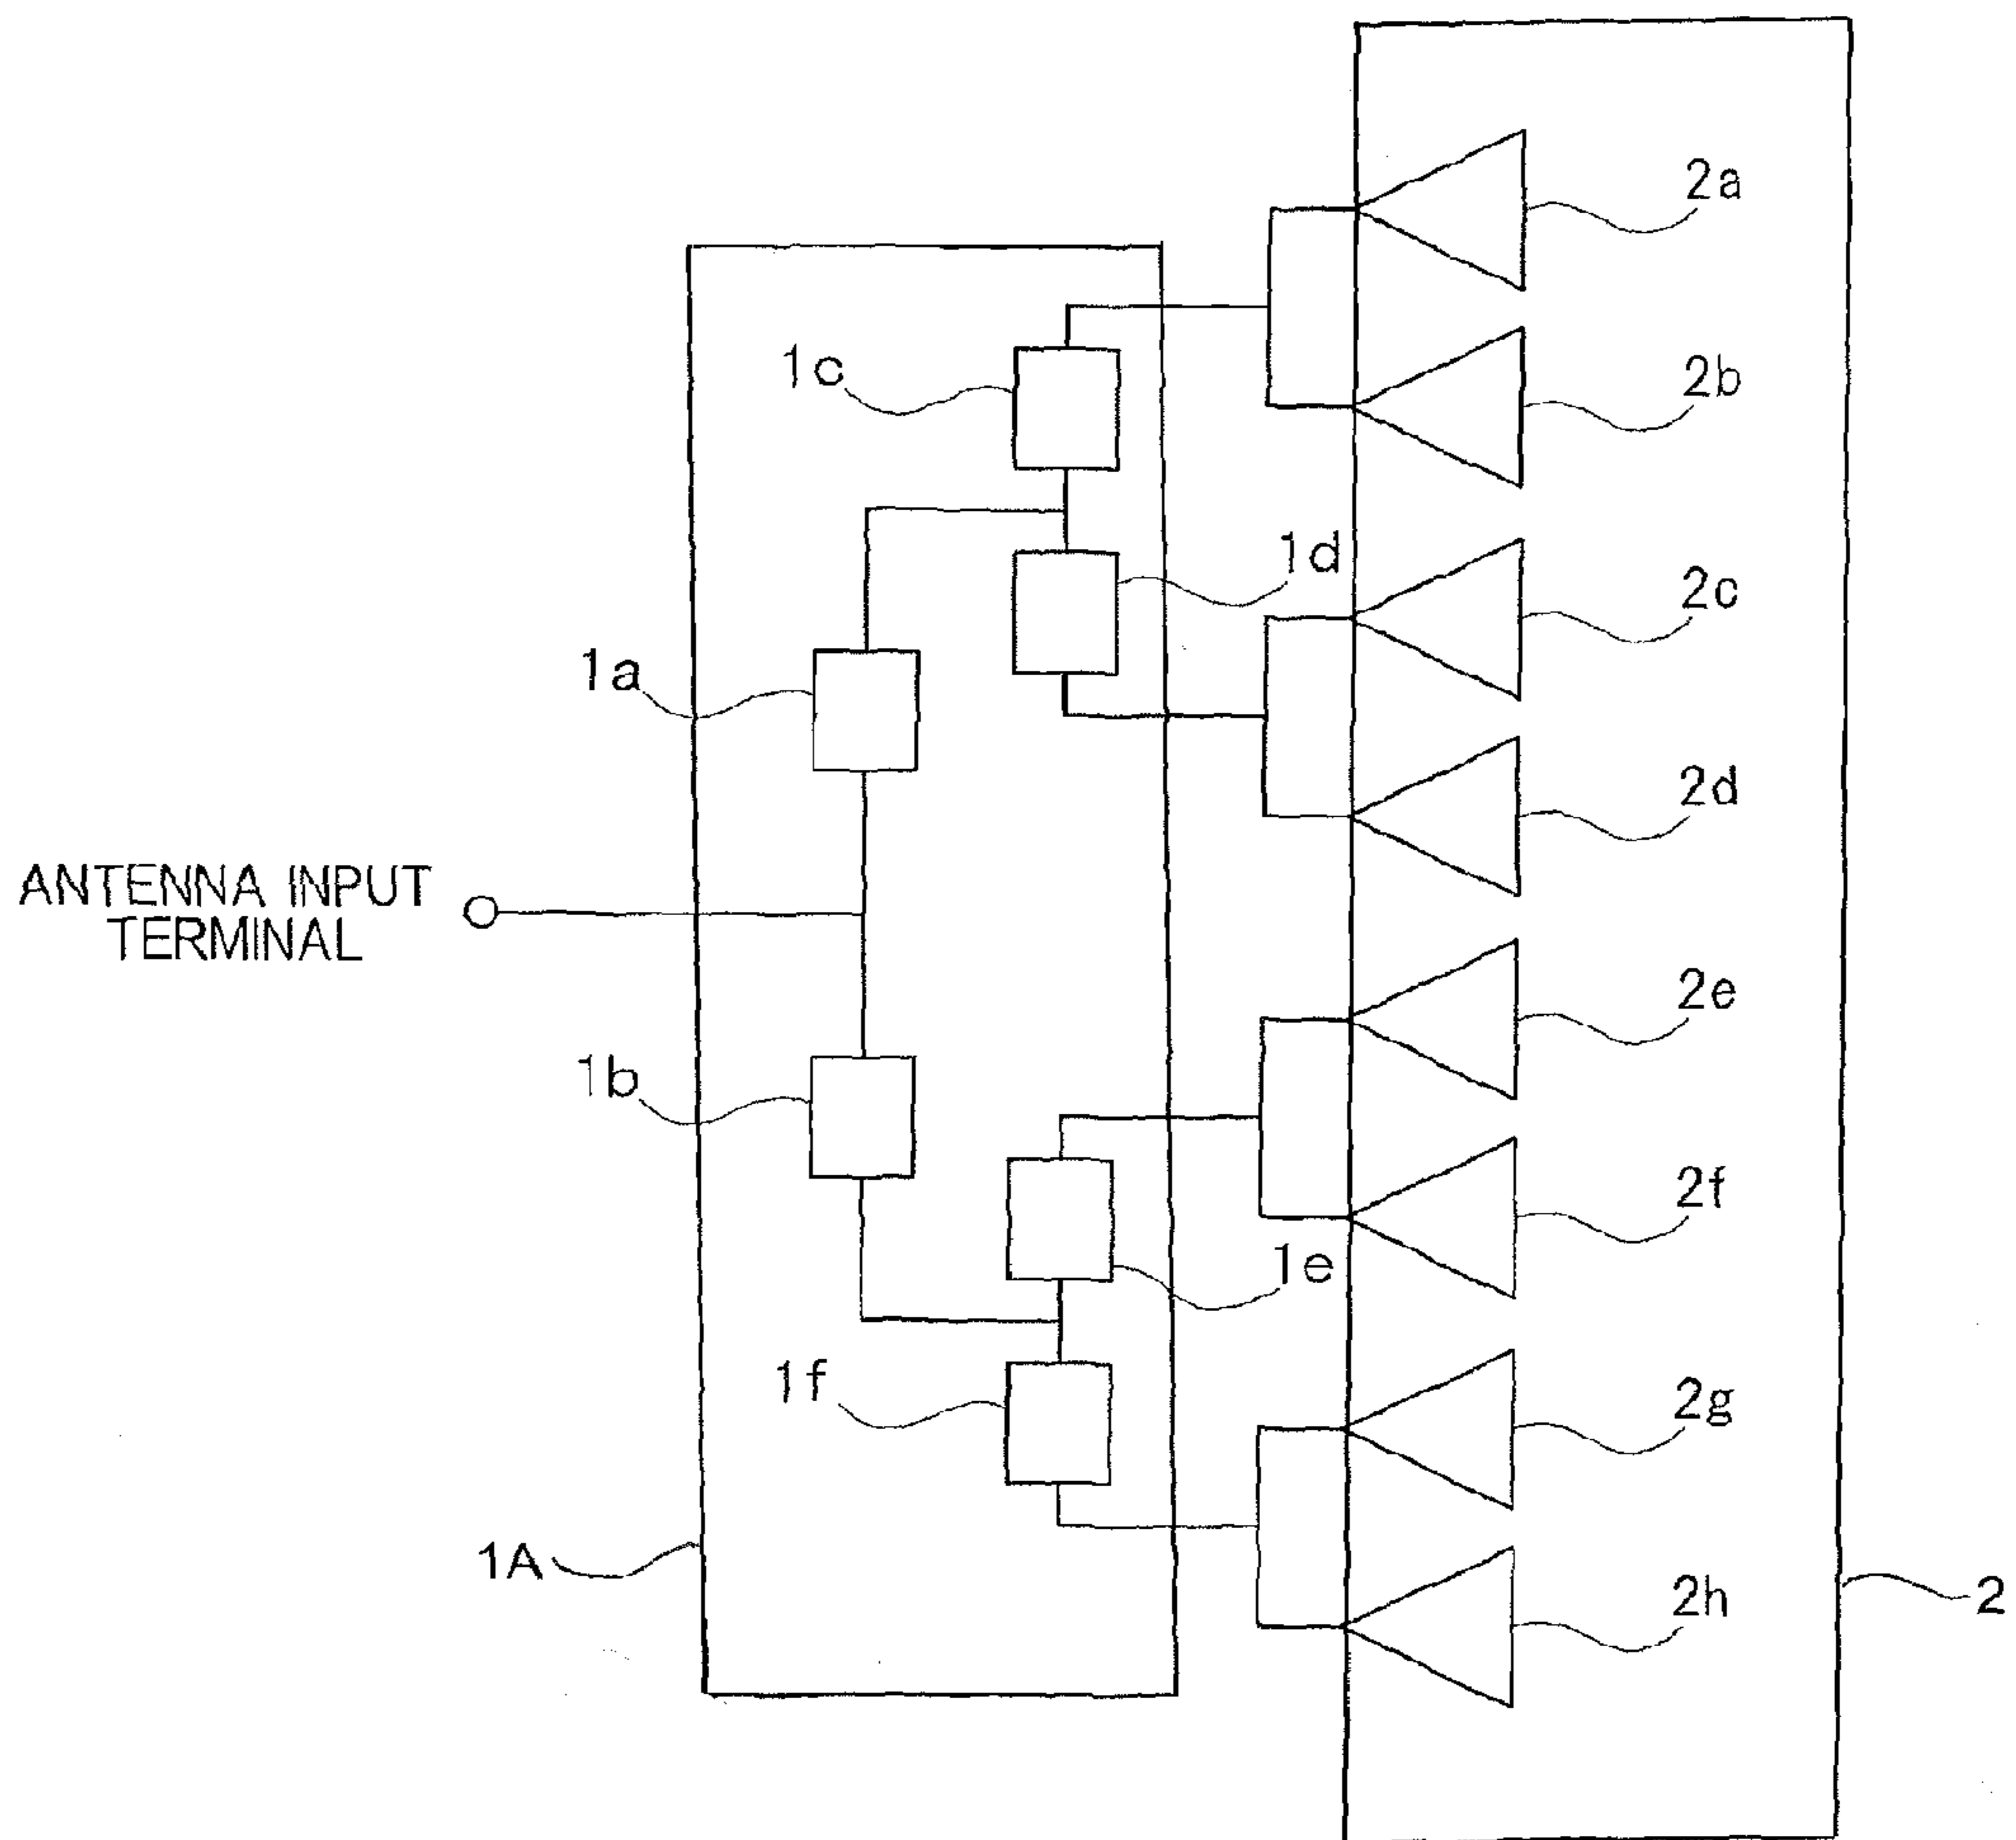 2a
1c
2b
1d
2c
1a
2d
ANTENNA INPUT
TERMINAL
2e
1b
2f
1e
1f
2g
1A
2h
2